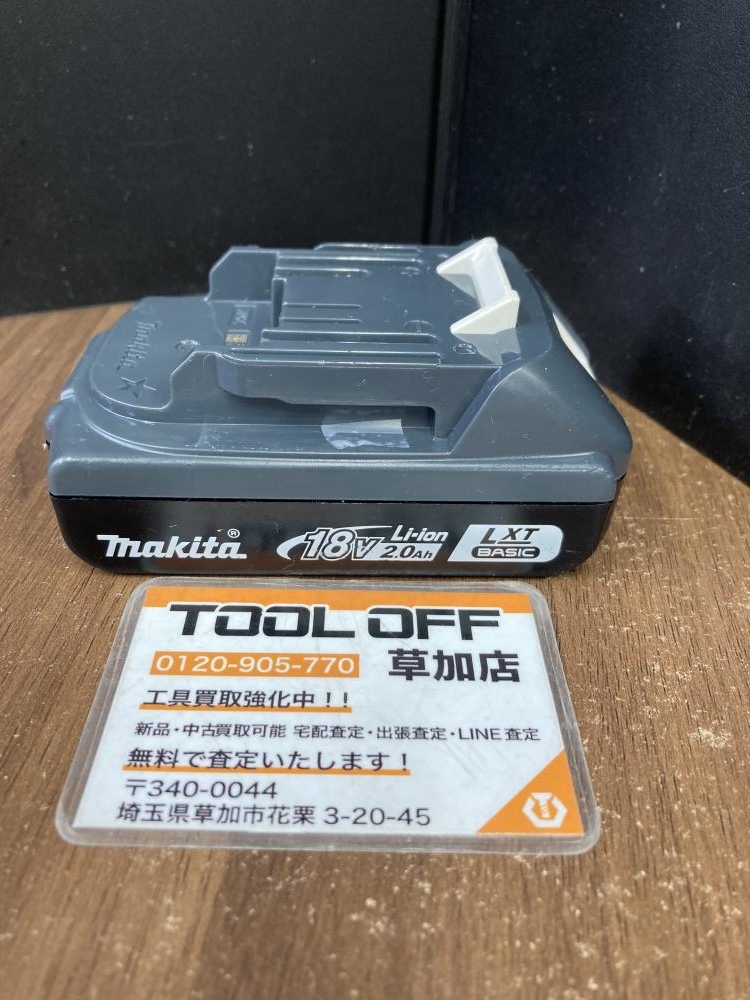 makita
makita® 18V Li-ion 2.0Ah LXT BASIC
TOOL OFF
0120-905-770 草加店
工具買取強化中！！
新品・中古買取可能 宅配査定・出張査定・LINE査定
無料で査定いたします！
〒340-0044
埼玉県草加市花栗 3-20-45